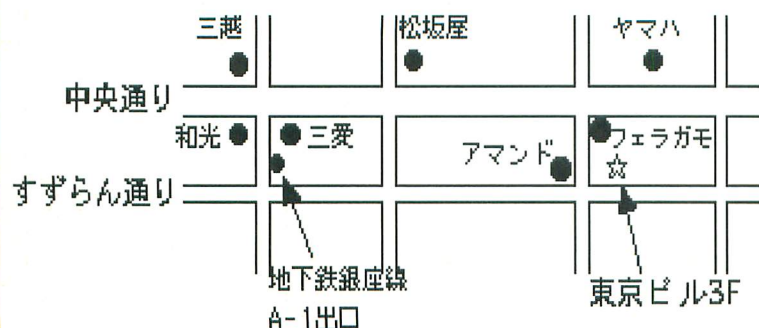 三越
松坂屋
ヤマハ
中央通り
和光
三愛
アマンド
フェラガモ
☆
すずらん通り
地下鉄銀座線
A-1出口
東京ビル3F